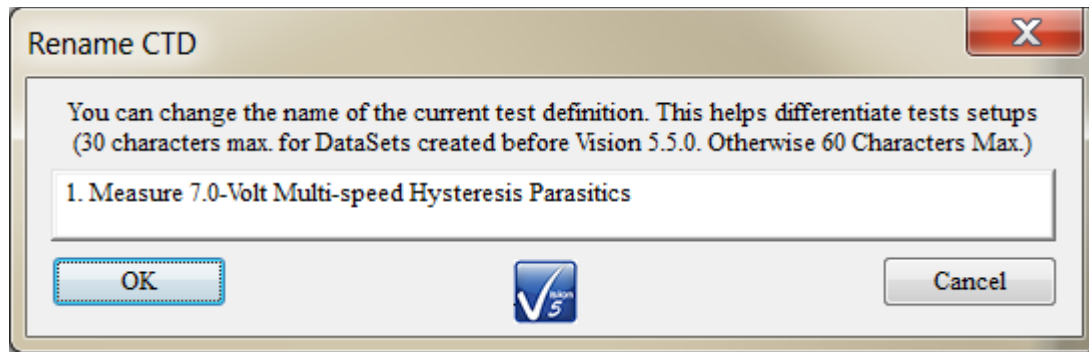 Rename CTD
You can change the name of the current test definition. This helps differentiate tests setups
(30 characters max. for DataSets created before Vision 5.5.0. Otherwise 60 Characters Max.)
1. Measure 7.0-Volt Multi-speed Hysteresis Parasitics
OK
Vision
5
Cancel